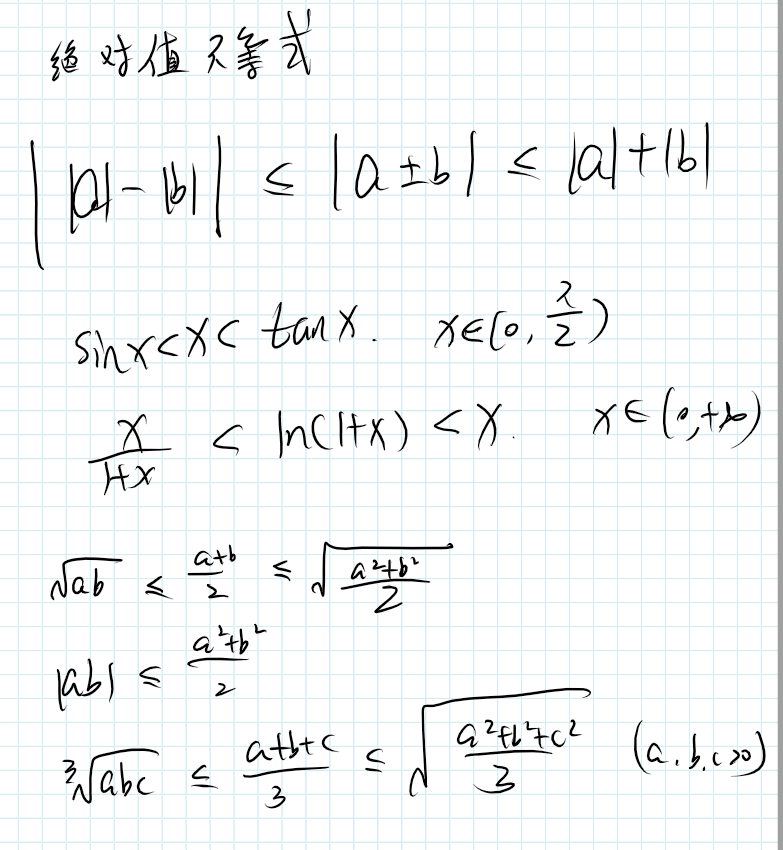 绝对值不等式
||a|-|b|| ≤ |a±b| ≤ |a|+|b|
sinx<x< tanx. x∈[0, π/2)
x/(1+x) < ln(1+x) < x. x∈(0,+∞)
√ab ≤ (a+b)/2 ≤ √((a²+b²)/2)
|ab| ≤ (a²+b²)/2
∛abc ≤ (a+b+c)/3 ≤ √((a²+b²+c²)/3) (a.b.c>0)